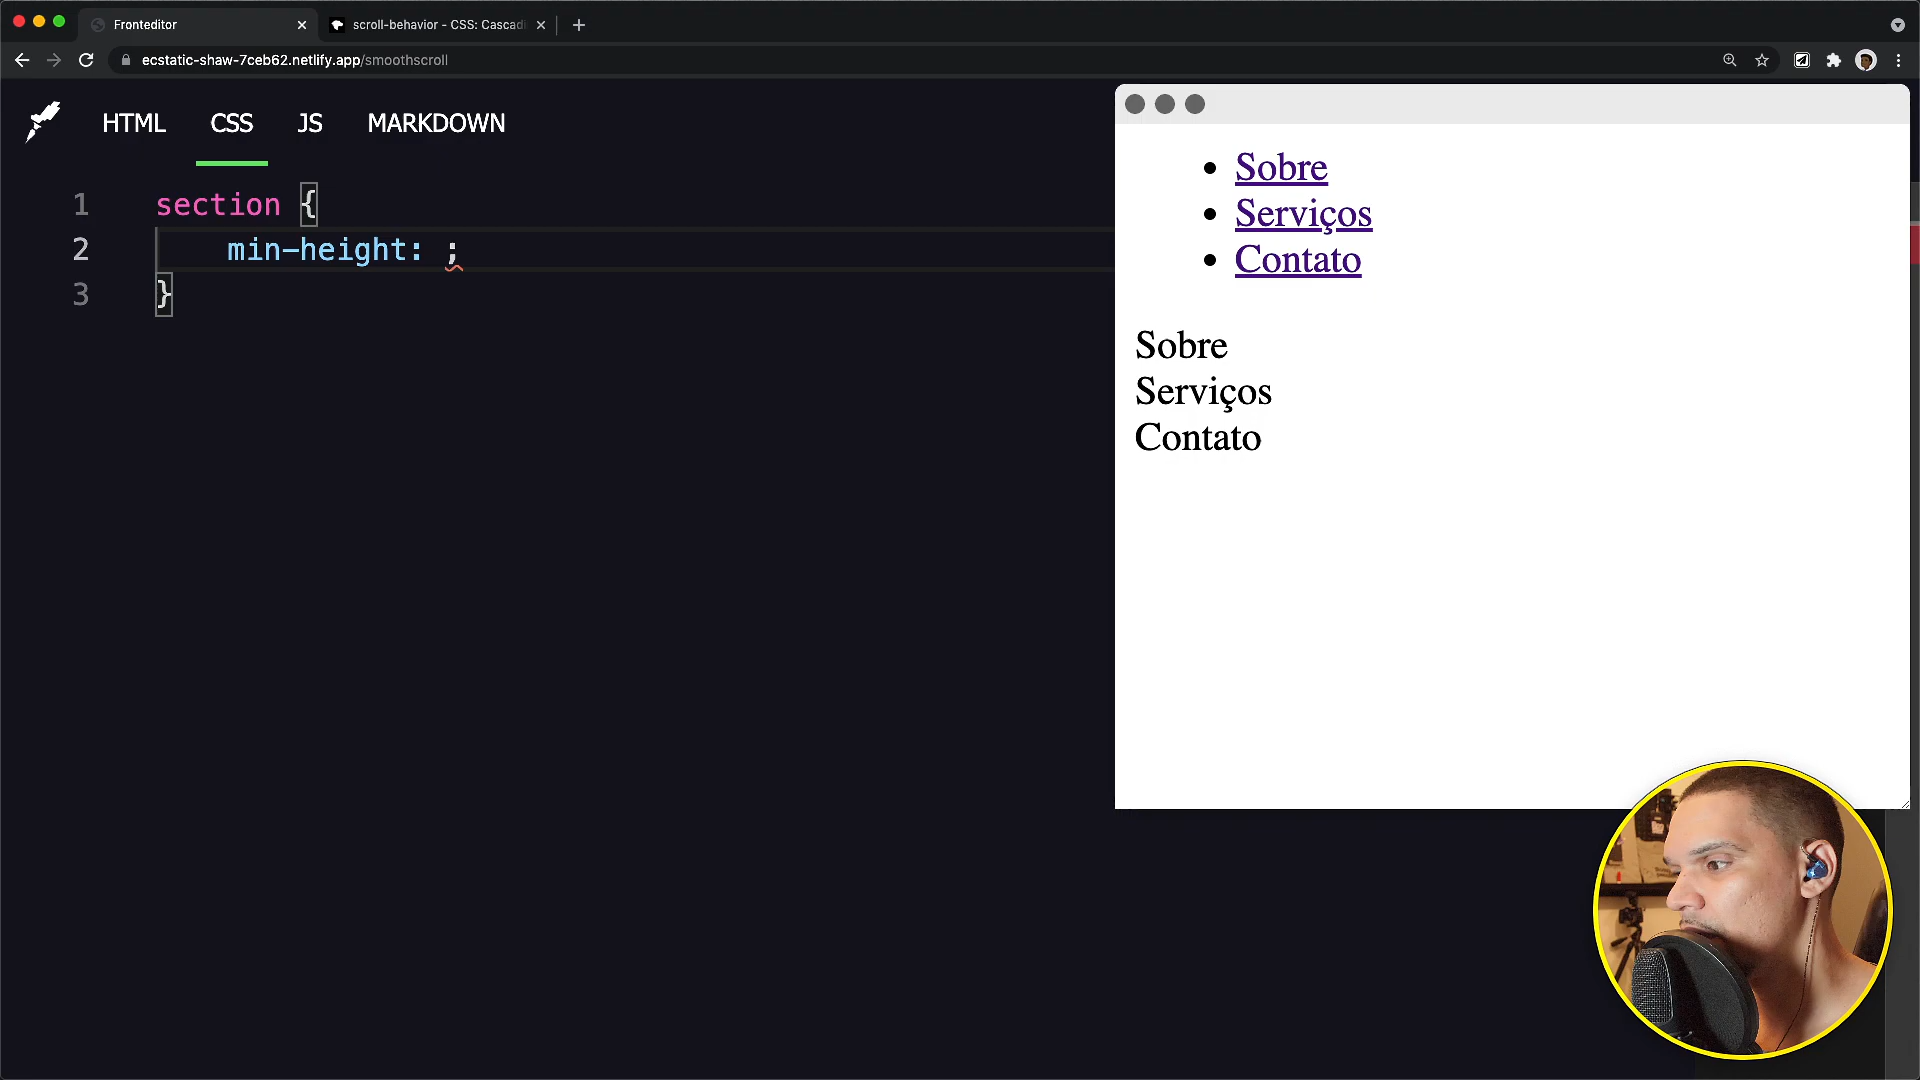 Fronteditor
scroll-behavior - CSS: Cascadi
ecstatic-shaw-7ceb62.netlify.app/smoothscroll
HTML CSS JS MARKDOWN
1 section {
2 min-height: ;
3 }
Sobre
Serviços
Contato
Sobre
Serviços
Contato